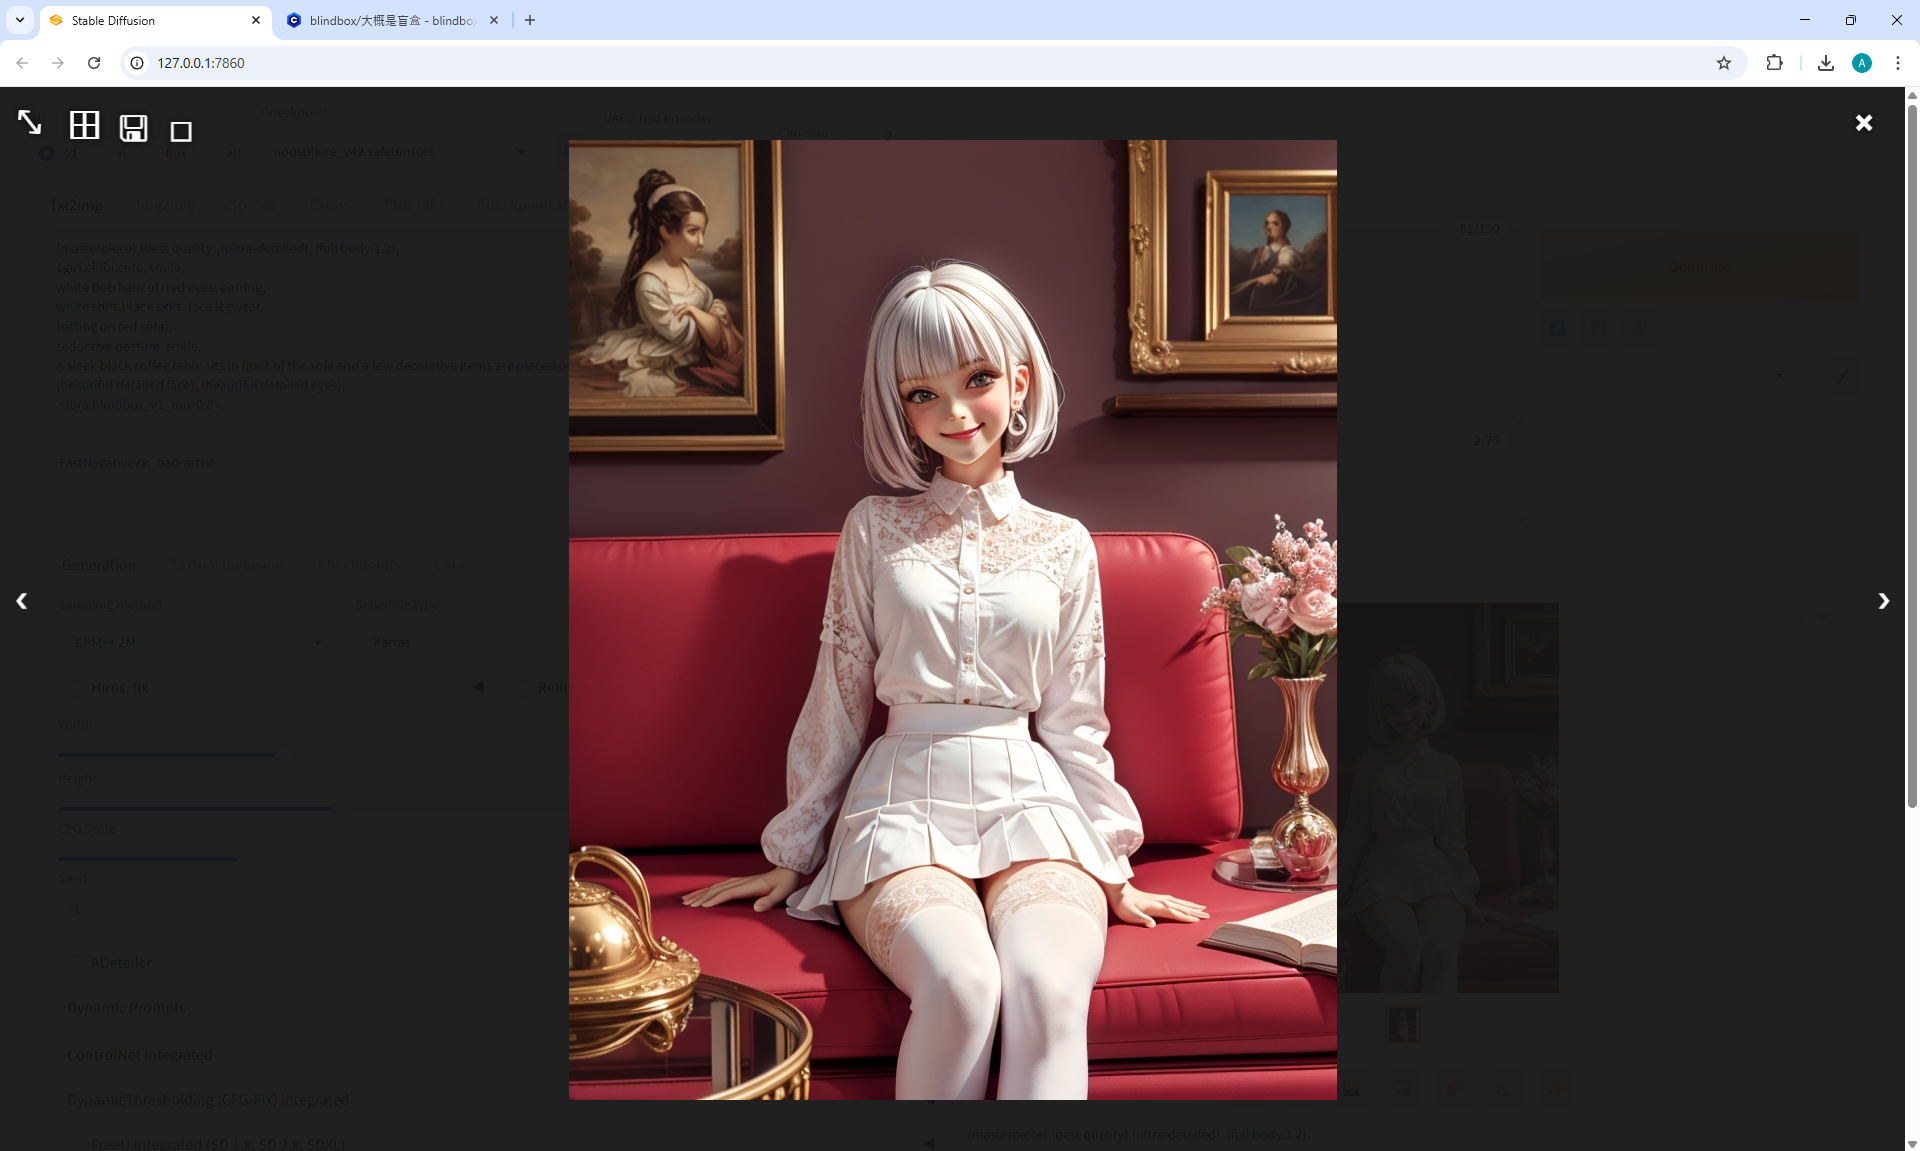 Stable Diffusion
blindbox/大概是盲盒 - blindbo
127.0.0.1:7860
Checkpoint
VAE / Text Encoder
Clip skip
2
sd
xl
flux
all
noosphere_v42.safetensors
Txt2img
Img2img
Spaces
Extras
PNG Info
Checkpoint M
(masterpiece),(best quality),(ultra-detailed), (full body:1.2),
1girl,chibi,cute, smile,
white Bob haircut, red eyes, earring,
white shirt,black skirt, lace legwear,
(sitting on red sofa),
seductive posture, smile,
A sleek black coffee table sits in front of the sofa and a few decorative items are placed o
(beautiful detailed face), (beautiful detailed eyes),
<lora:blindbox_v1_mix:0.8>,
81/150
Generate
FastNegativeV2, bad-artist
2/75
Generation
Textual Inversion
Checkpoints
Lora
Sampling method
Schedule type
DPM++ 2M
Karras
Hires. fix
Refin
Width
Height
CFG Scale
Seed
-1
ADetailer
Dynamic Prompts
ControlNet Integrated
DynamicThresholding (CFG-Fix) Integrated
FreeU Integrated (SD 1.x, SD 2.x, SDXL)
(masterpiece),(best quality),(ultra-detailed), (full body:1.2),